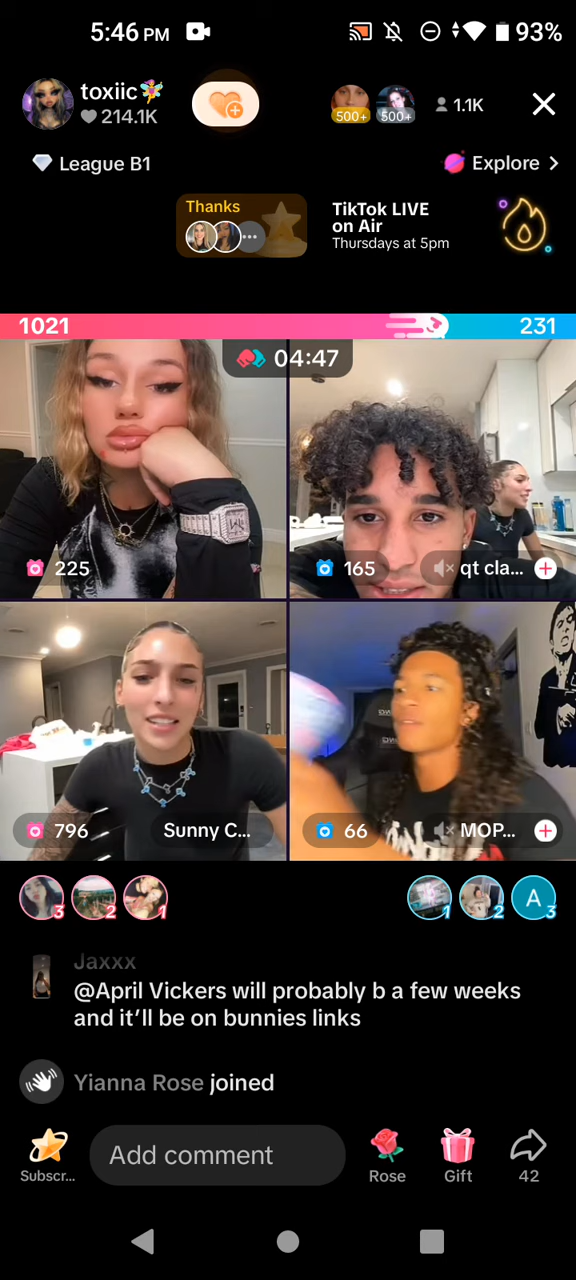 5:46 PM
93%
toxiic🧚
214.1K
500+
500+
1.1K
League B1
Explore >
Thanks
TikTok LIVE
on Air
Thursdays at 5pm
1021
231
04:47
225
165
qt cla...
796
Sunny C...
66
MOP...
3
2
1
1
2
A
3
Jaxxx
@April Vickers will probably b a few weeks
and it’ll be on bunnies links
Yianna Rose joined
Add comment
Subscr...
Rose
Gift
42